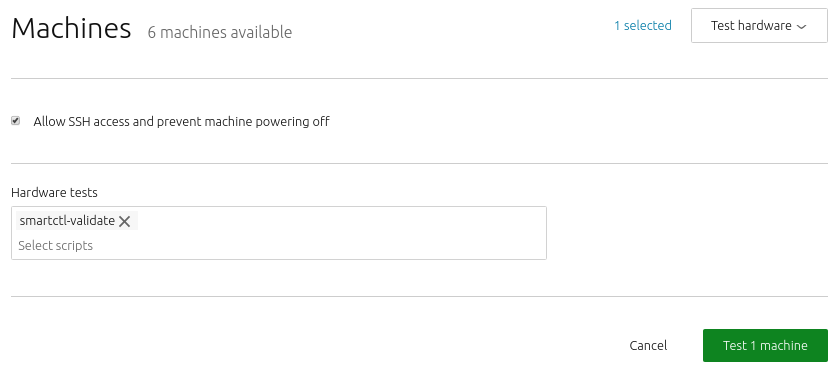 Machines 6 machines available 1 selected Test hardware
Allow SSH access and prevent machine powering off
Hardware tests
smartctl-validate
Select scripts
Cancel Test 1 machine